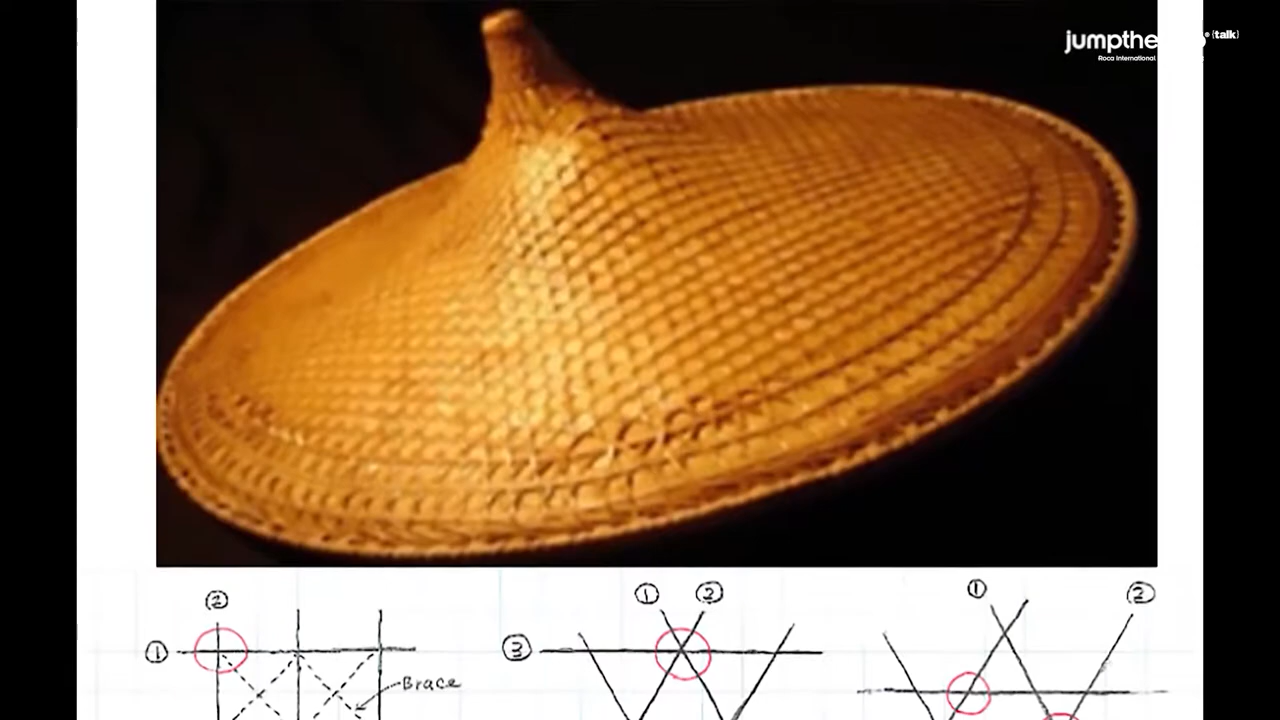 jumpthe
(talk)
Roca International
②
①
Brace
① ②
③
① ②